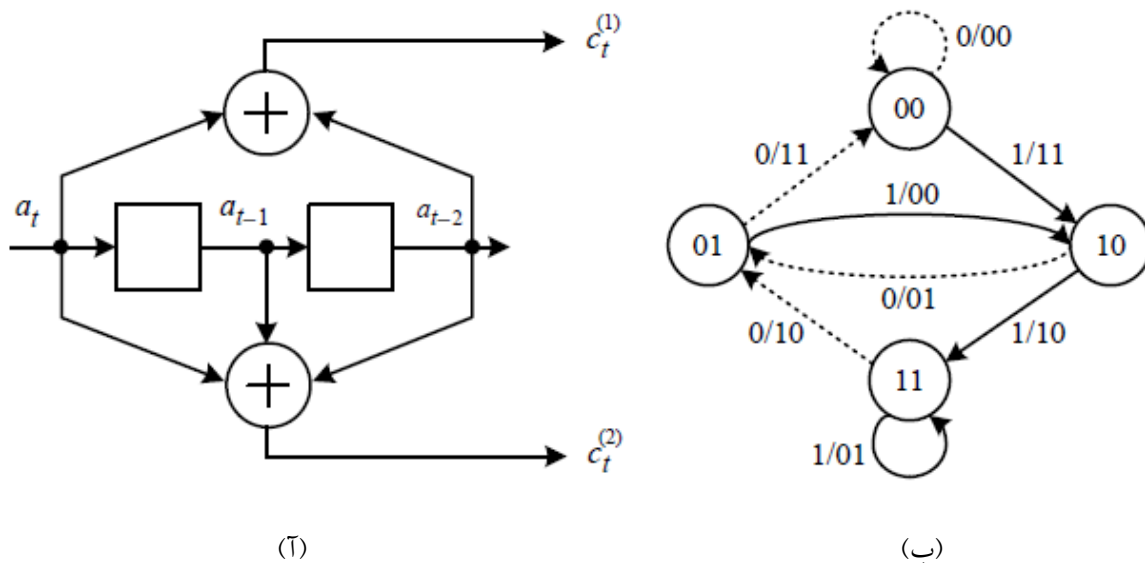 c_t^{(1)}
0/00
00
0/11
1/11
a_t
a_{t-1}
a_{t-2}
1/00
01
10
0/01
0/10
1/10
11
c_t^{(2)}
1/01
(آ)
(ب)